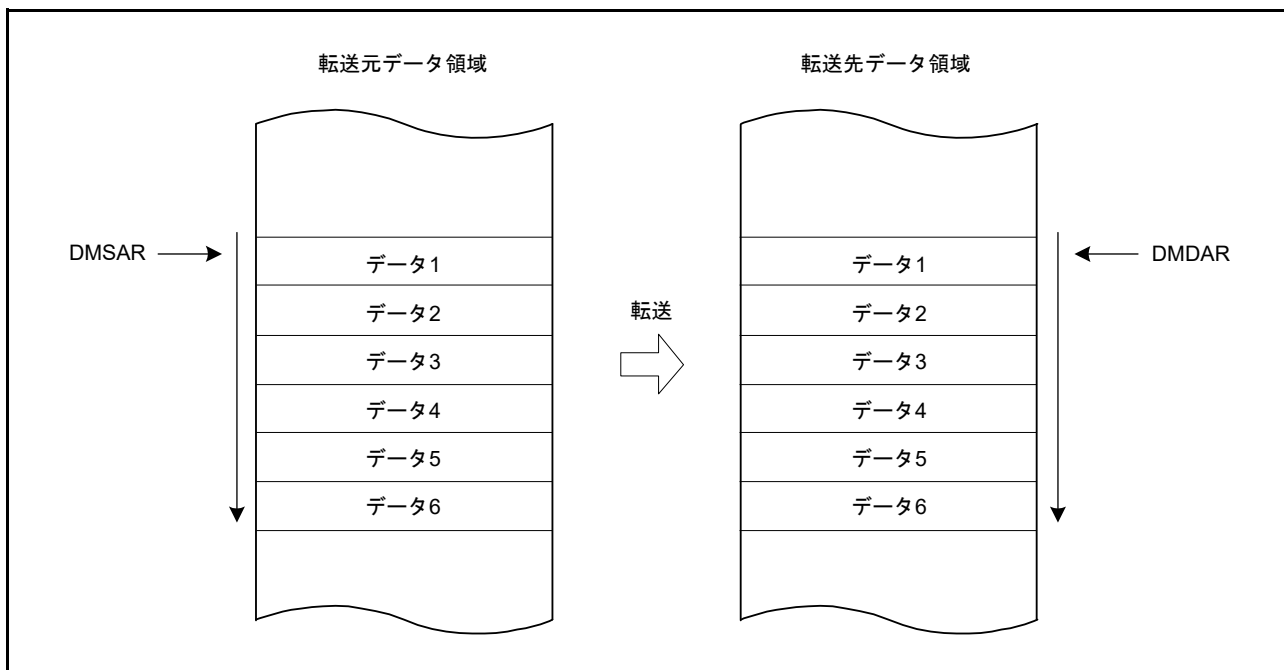 転送元データ領域
転送先データ領域
DMSAR
DMDAR
データ1
データ2
データ3
データ4
データ5
データ6
転送
データ1
データ2
データ3
データ4
データ5
データ6